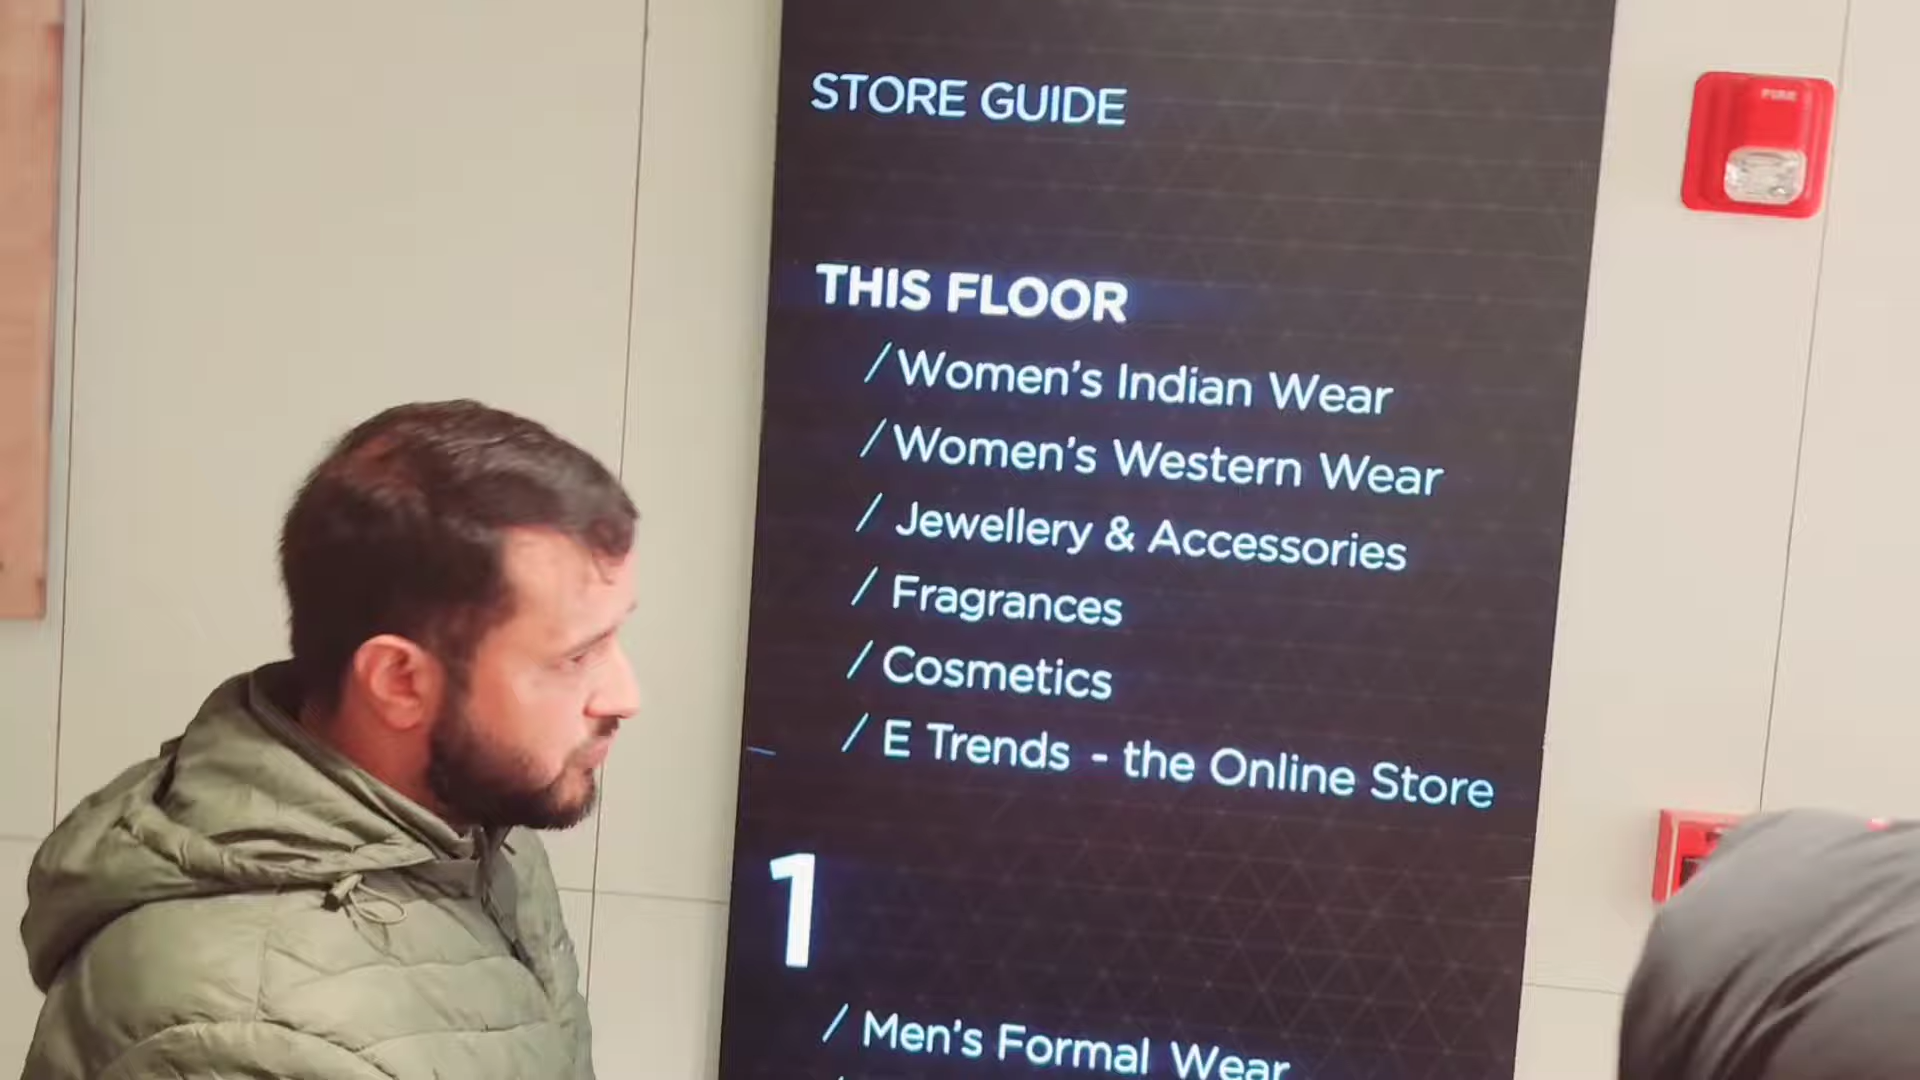 STORE GUIDE
THIS FLOOR
/ Women's Indian Wear
/ Women's Western Wear
/ Jewellery & Accessories
/ Fragrances
/ Cosmetics
/ E Trends - the Online Store
1
/ Men's Formal Wear
FIRE